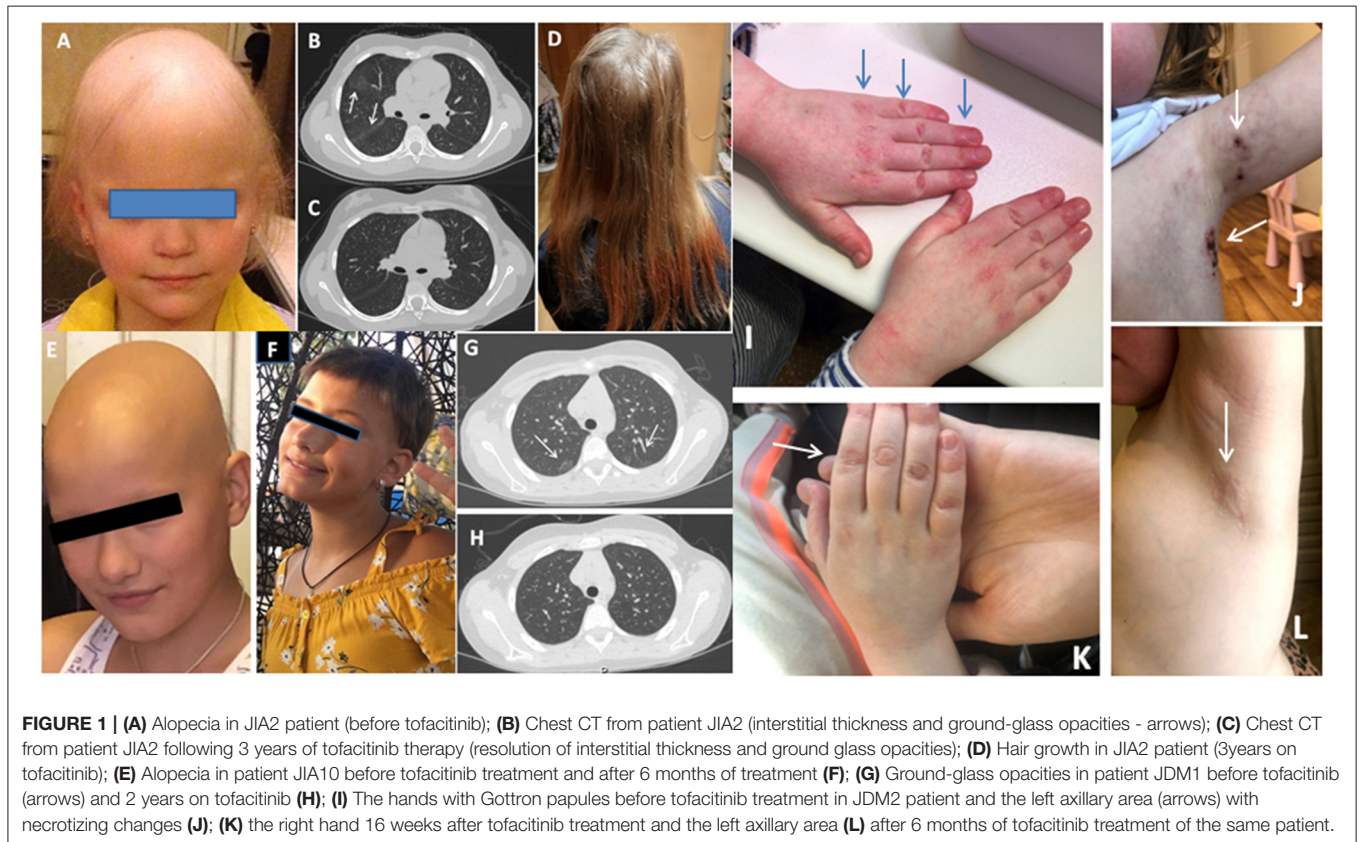 A
B
D
C
I
J
E
F
G
H
K
L
FIGURE 1 | (A) Alopecia in JIA2 patient (before tofacitinib); (B) Chest CT from patient JIA2 (interstitial thickness and ground-glass opacities - arrows); (C) Chest CT
from patient JIA2 following 3 years of tofacitinib therapy (resolution of interstitial thickness and ground glass opacities); (D) Hair growth in JIA2 patient (3years on
tofacitinib); (E) Alopecia in patient JIA10 before tofacitinib treatment and after 6 months of treatment (F); (G) Ground-glass opacities in patient JDM1 before tofacitinib
(arrows) and 2 years on tofacitinib (H); (I) The hands with Gottron papules before tofacitinib treatment in JDM2 patient and the left axillary area (arrows) with
necrotizing changes (J); (K) the right hand 16 weeks after tofacitinib treatment and the left axillary area (L) after 6 months of tofacitinib treatment of the same patient.